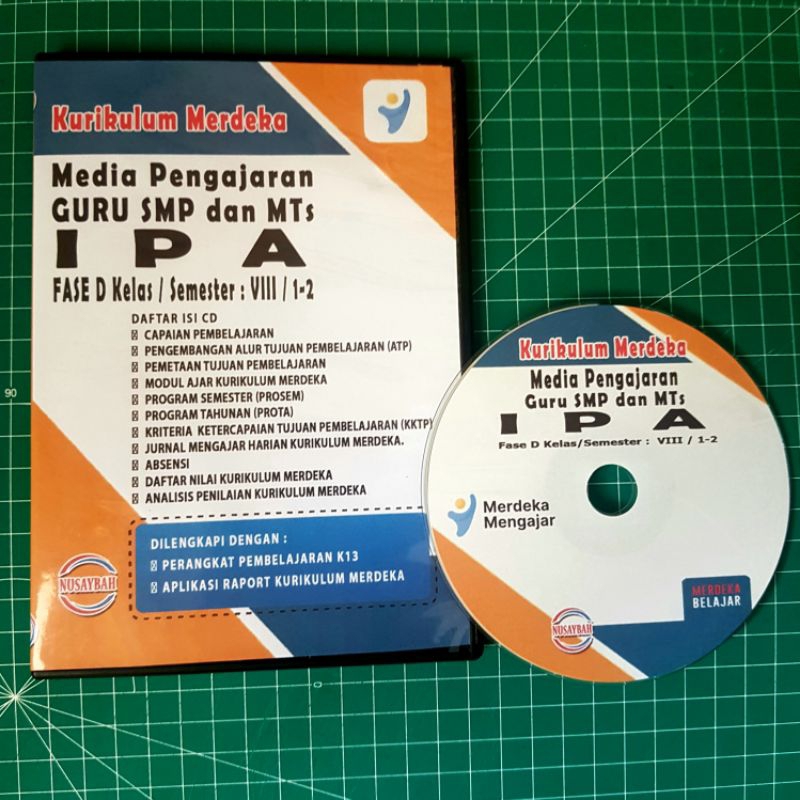 Kurikulum Merdeka
Media Pengajaran
GURU SMP dan MTs
I P A
FASE D Kelas / Semester : VIII / 1-2
DAFTAR ISI CD
CAPAIAN PEMBELAJARAN
PENGEMBANGAN ALUR TUJUAN PEMBELAJARAN (ATP)
PEMETAAN TUJUAN PEMBELAJARAN
MODUL AJAR KURIKULUM MERDEKA
PROGRAM SEMESTER (PROSEM)
PROGRAM TAHUNAN (PROTA)
KRITERIA KETERCAPAIAN TUJUAN PEMBELAJARAN (KKTP)
JURNAL MENGAJAR HARIAN KURIKULUM MERDEKA.
ABSENSI
DAFTAR NILAI KURIKULUM MERDEKA
ANALISIS PENILAIAN KURIKULUM MERDEKA
DILENGKAPI DENGAN :
PERANGKAT PEMBELAJARAN K13
APLIKASI RAPORT KURIKULUM MERDEKA
NUSAYBAH
Kurikulum Merdeka
Media Pengajaran
Guru SMP dan MTs
I P A
Fase D Kelas/Semester : VIII / 1-2
Merdeka
Mengajar
MERDEKA
BELAJAR
NUSAYBAH
90